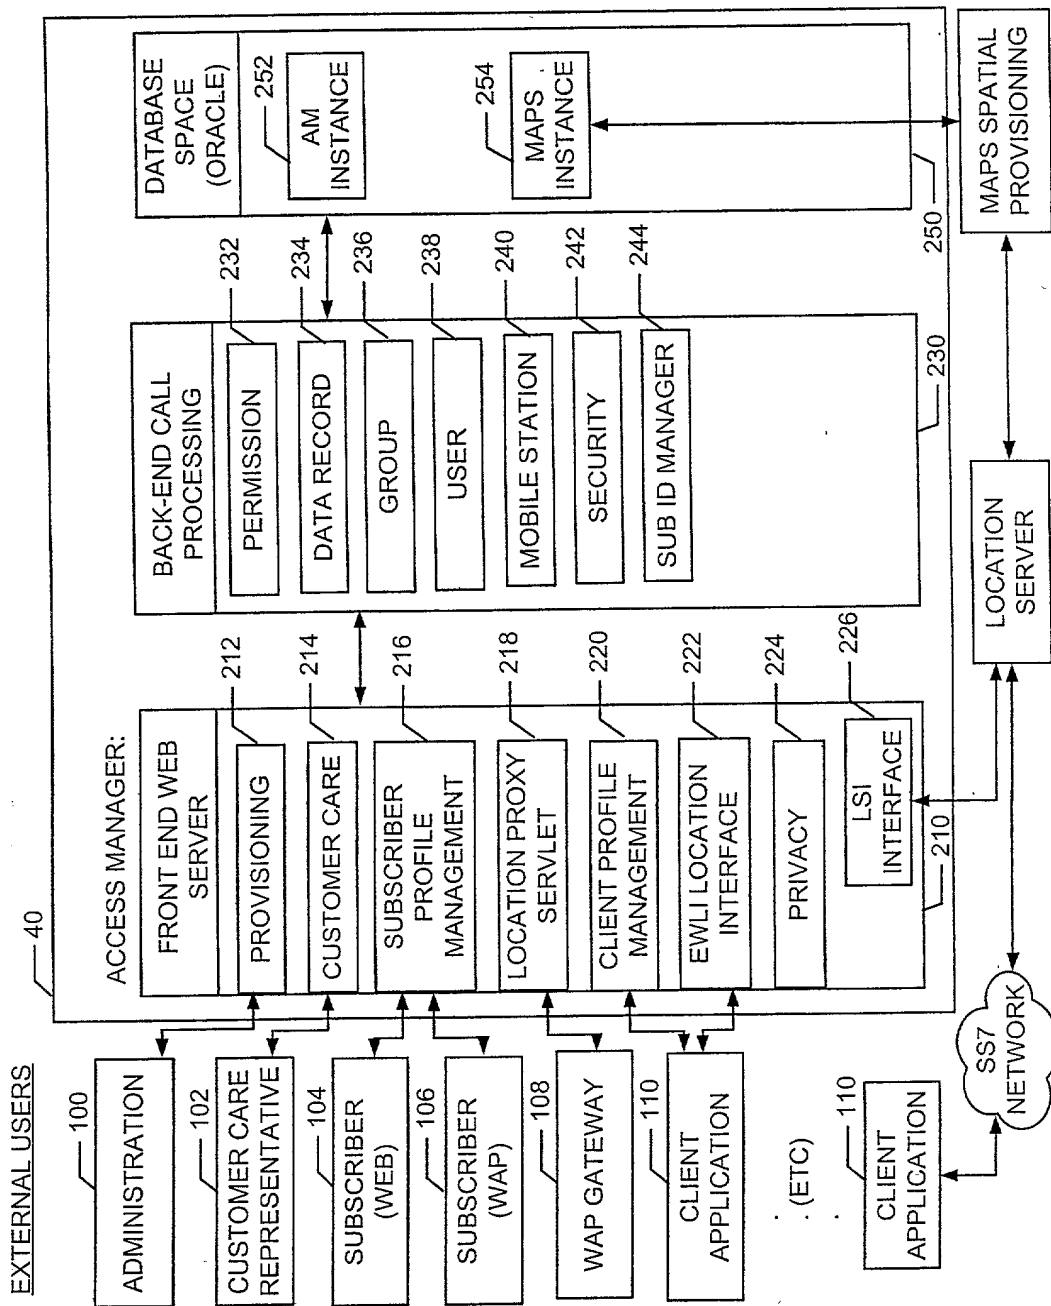 EXTERNAL USERS
100
ADMINISTRATION
102
CUSTOMER CARE
REPRESENTATIVE
104
SUBSCRIBER
(WEB)
106
SUBSCRIBER
(WAP)
108
WAP GATEWAY
110
CLIENT
APPLICATION
(ETC)
110
CLIENT
APPLICATION
SS7
NETWORK
40
ACCESS MANAGER:
FRONT END WEB
SERVER
212
PROVISIONING
214
CUSTOMER CARE
216
SUBSCRIBER
PROFILE
MANAGEMENT
218
LOCATION PROXY
SERVLET
220
CLIENT PROFILE
MANAGEMENT
222
EWLI LOCATION
INTERFACE
224
PRIVACY
226
LSI
INTERFACE
210
BACK-END CALL
PROCESSING
232
PERMISSION
234
DATA RECORD
236
GROUP
238
USER
240
MOBILE STATION
242
SECURITY
244
SUB ID MANAGER
230
DATABASE
SPACE
(ORACLE)
252
AM
INSTANCE
254
MAPS
INSTANCE
250
LOCATION
SERVER
MAPS SPATIAL
PROVISIONING